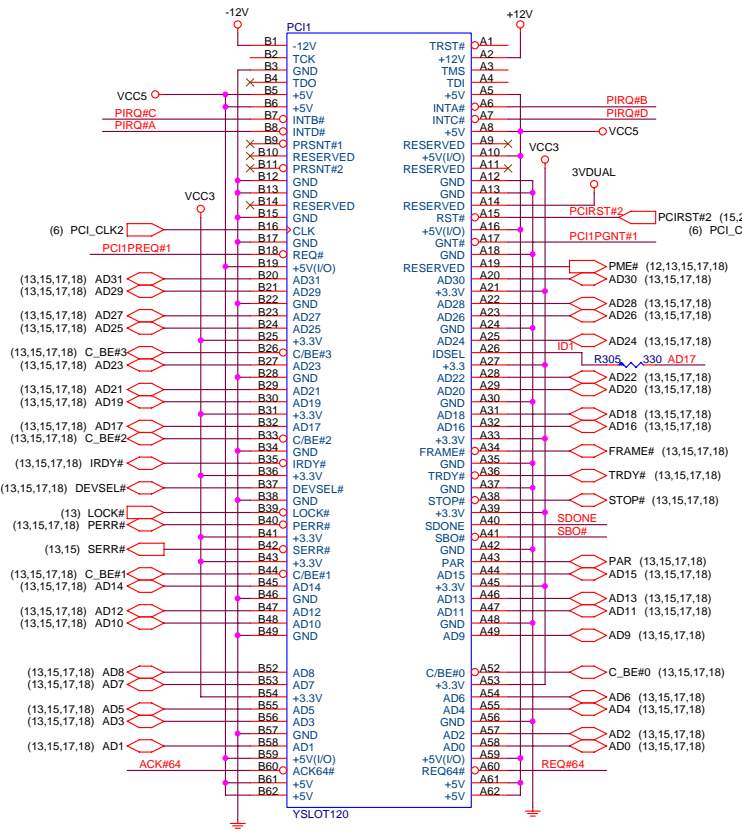 -12V +12V
PCI1
B1 -12V TRST# A1
B2 TCK +12V A2
B3 GND TMS A3
B4 TDO TDI A4
VCC5 B5 +5V +5V A5
B6 +5V INTA# A6 PIRQ#B
PIRQ#C B7 INTB# INTC# A7 PIRQ#D
PIRQ#A B8 INTD# +5V A8 VCC5
B9 PRSNT#1 RESERVED A9
B10 RESERVED +5V(I/O) A10 VCC3
B11 PRSNT#2 RESERVED A11
B12 GND GND A12
B13 GND GND A13 3VDUAL
VCC3 B14 RESERVED RESERVED A14
B15 GND RST# A15 PCIRST#2 PCIRST#2 (15,2
(6) PCI_CLK2 B16 CLK +5V(I/O) A16 (6) PCI_C
B17 GND GNT# A17 PCI1PGNT#1
PCI1PREQ#1 B18 REQ# GND A18
B19 +5V(I/O) RESERVED A19 PME# (12,13,15,17,18)
(13,15,17,18) AD31 B20 AD31 AD30 A20 AD30 (13,15,17,18)
(13,15,17,18) AD29 B21 AD29 +3.3V A21
B22 GND AD28 A22 AD28 (13,15,17,18)
(13,15,17,18) AD27 B23 AD27 AD26 A23 AD26 (13,15,17,18)
(13,15,17,18) AD25 B24 AD25 GND A24
B25 +3.3V AD24 A25 AD24 (13,15,17,18)
(13,15,17,18) C_BE#3 B26 C/BE#3 IDSEL A26 ID1
(13,15,17,18) AD23 B27 AD23 +3.3 A27 R305 330 AD17
B28 GND AD22 A28 AD22 (13,15,17,18)
(13,15,17,18) AD21 B29 AD21 AD20 A29 AD20 (13,15,17,18)
(13,15,17,18) AD19 B30 AD19 GND A30
B31 +3.3V AD18 A31 AD18 (13,15,17,18)
(13,15,17,18) AD17 B32 AD17 AD16 A32 AD16 (13,15,17,18)
(13,15,17,18) C_BE#2 B33 C/BE#2 +3.3V A33
B34 GND FRAME# A34 FRAME# (13,15,17,18)
(13,15,17,18) IRDY# B35 IRDY# GND A35
B36 +3.3V TRDY# A36 TRDY# (13,15,17,18)
(13,15,17,18) DEVSEL# B37 DEVSEL# GND A37
B38 GND STOP# A38 STOP# (13,15,17,18)
(13) LOCK# B39 LOCK# +3.3V A39
(13,15,17,18) PERR# B40 PERR# SDONE A40 SDONE
B41 +3.3V SBO# A41 SBO#
(13,15) SERR# B42 SERR# GND A42
B43 +3.3V PAR A43 PAR (13,15,17,18)
(13,15,17,18) C_BE#1 B44 C/BE#1 AD15 A44 AD15 (13,15,17,18)
(13,15,17,18) AD14 B45 AD14 +3.3V A45
B46 GND AD13 A46 AD13 (13,15,17,18)
(13,15,17,18) AD12 B47 AD12 AD11 A47 AD11 (13,15,17,18)
(13,15,17,18) AD10 B48 AD10 GND A48
B49 GND AD9 A49 AD9 (13,15,17,18)
(13,15,17,18) AD8 B52 AD8 C/BE#0 A52 C_BE#0 (13,15,17,18)
(13,15,17,18) AD7 B53 AD7 +3.3V A53
B54 +3.3V AD6 A54 AD6 (13,15,17,18)
(13,15,17,18) AD5 B55 AD5 AD4 A55 AD4 (13,15,17,18)
(13,15,17,18) AD3 B56 AD3 GND A56
B57 GND AD2 A57 AD2 (13,15,17,18)
(13,15,17,18) AD1 B58 AD1 AD0 A58 AD0 (13,15,17,18)
B59 +5V(I/O) +5V(I/O) A59
ACK#64 B60 ACK64# REQ64# A60 REQ#64
B61 +5V +5V A61
B62 +5V +5V A62
YSLOT120